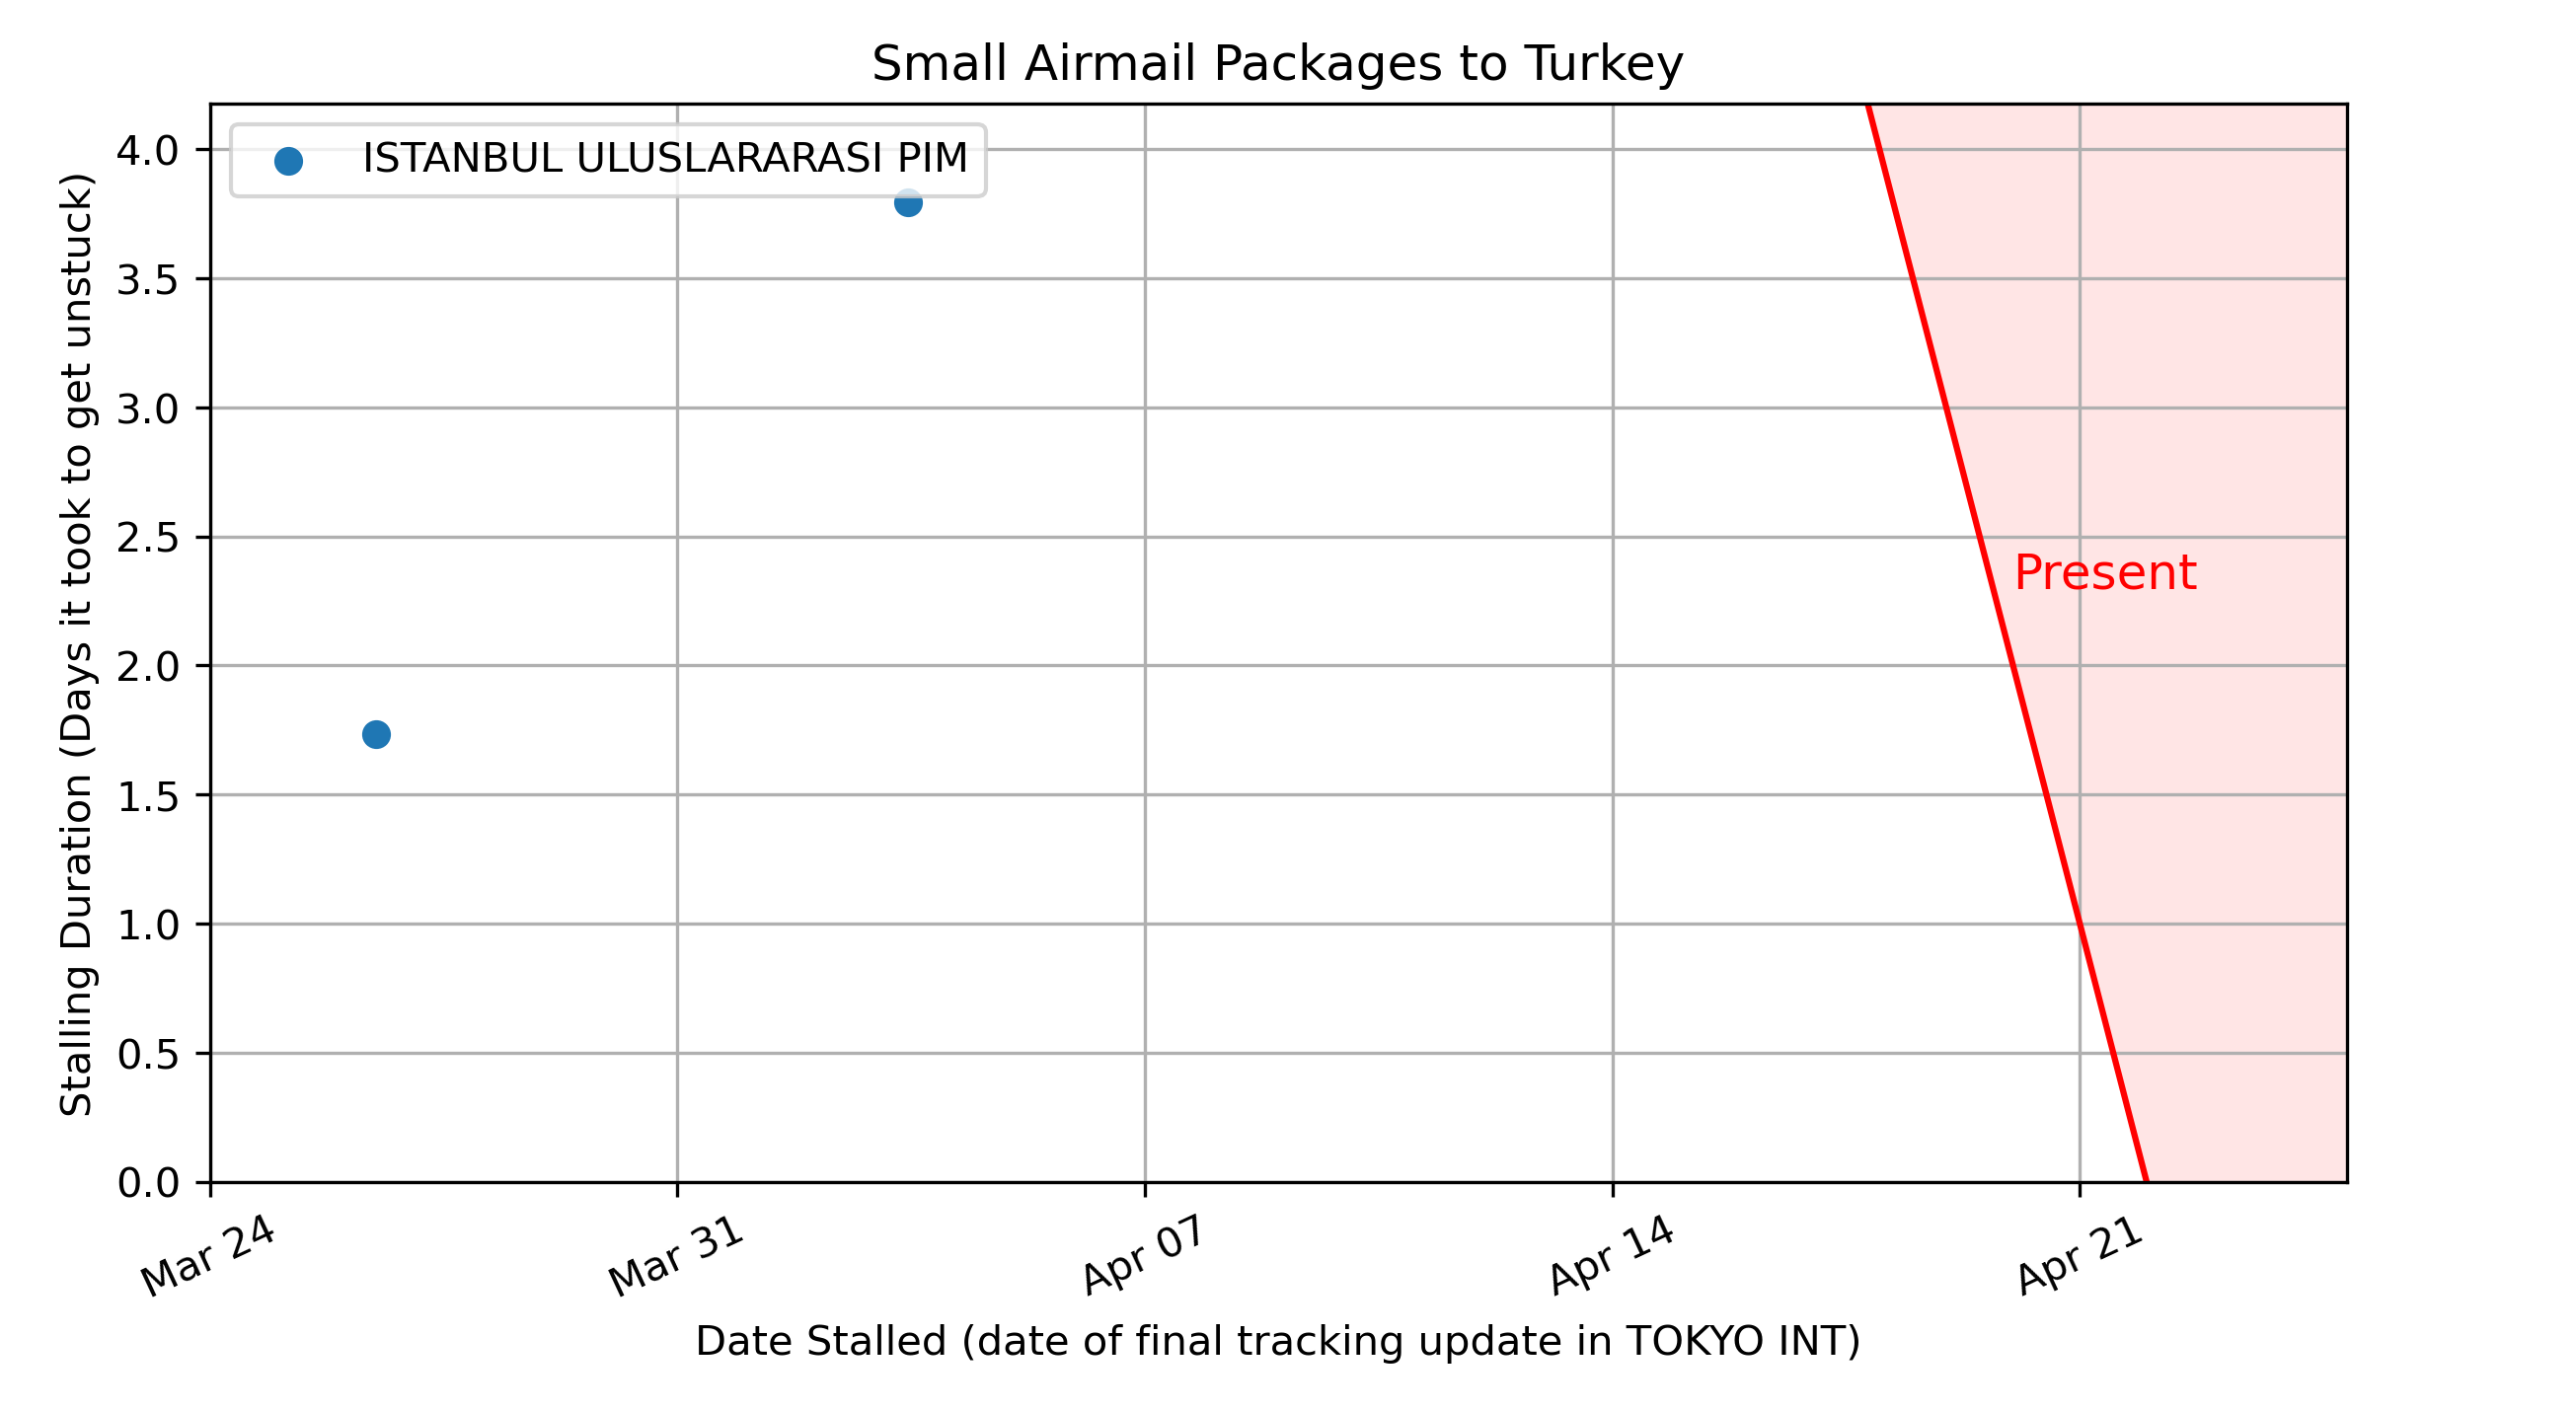 Small Airmail Packages to Turkey
ISTANBUL ULUSLARARASI PIM
Stalling Duration (Days it took to get unstuck)
4.0
3.5
3.0
2.5
2.0
1.5
1.0
0.5
0.0
Present
Mar 24
Mar 31
Apr 07
Apr 14
Apr 21
Date Stalled (date of final tracking update in TOKYO INT)